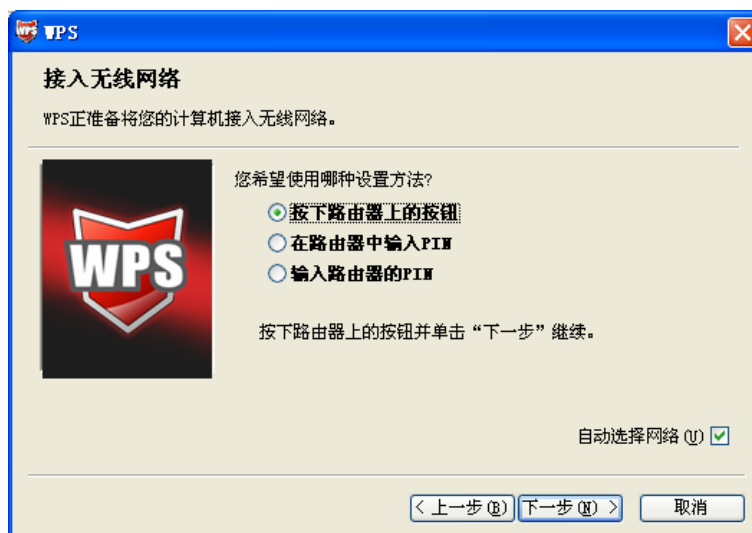 WPS
接入无线网络
WPS正准备将您的计算机接入无线网络。
您希望使用哪种设置方法?
按下路由器上的按钮
在路由器中输入PIN
输入路由器的PIN
WPS
按下路由器上的按钮并单击“下一步”继续。
自动选择网络(U)
< 上一步(B) 下一步(N) > 取消